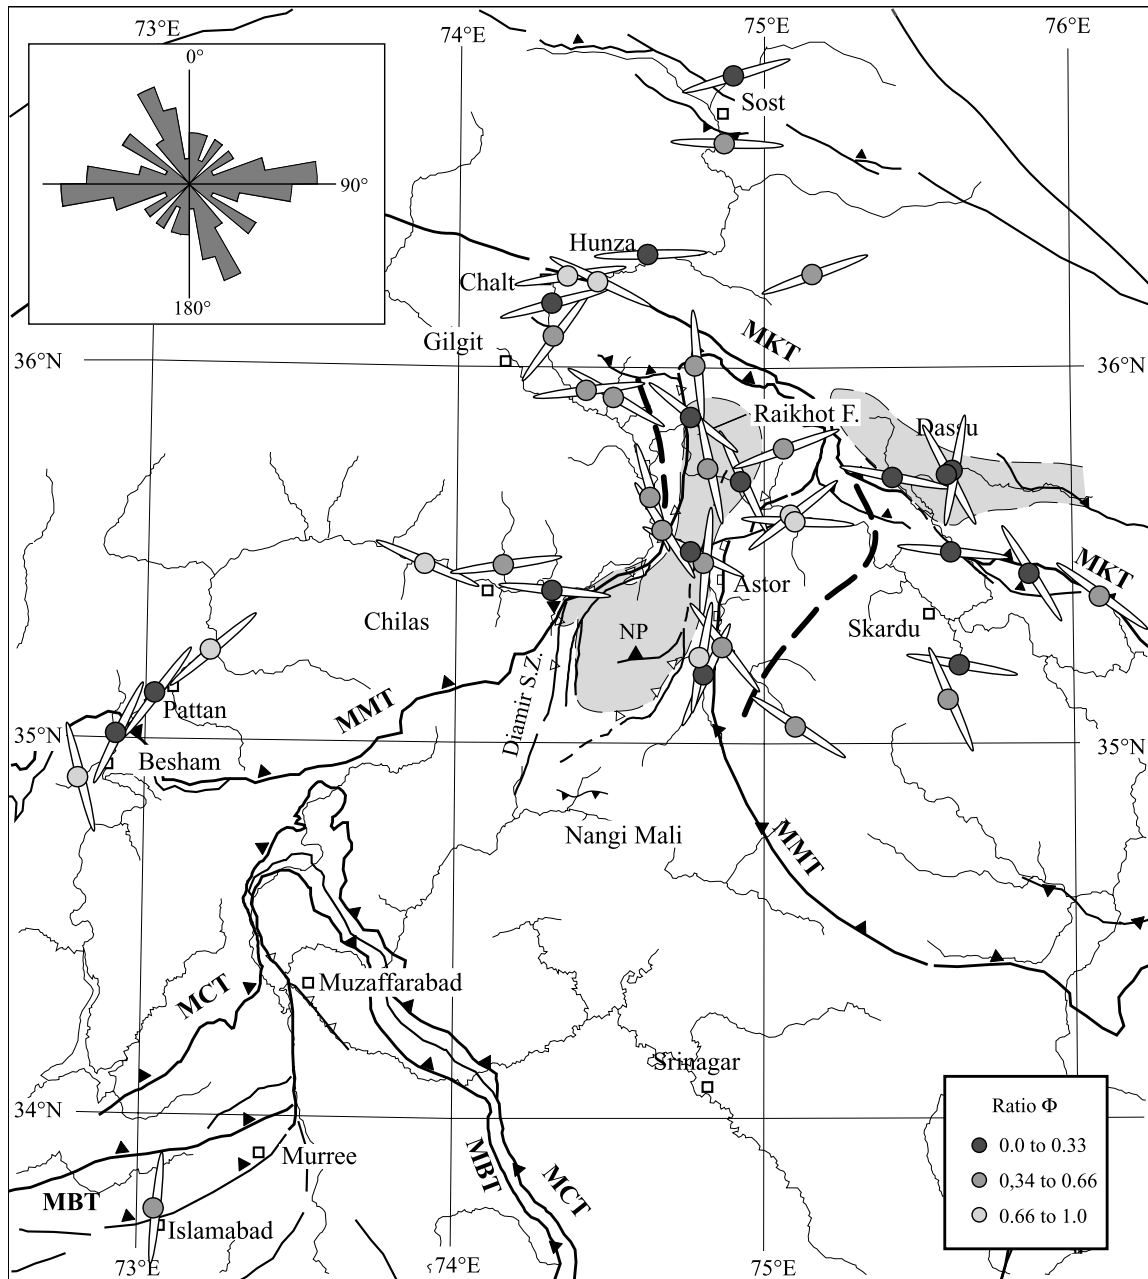 73°E
74°E
75°E
76°E
0°
90°
180°
Sost
Hunza
Chalt
Gilgit
MKT
36°N
36°N
Raikhot F.
Dassu
MKT
Astor
Chilas
Skardu
NP
Diamir S.Z.
Pattan
MMT
35°N
35°N
Besham
Nangi Mali
MMT
MCT
Muzaffarabad
Srinagar
34°N
Murree
MBT
MCT
MBT
Islamabad
Ratio Φ
0.0 to 0.33
0,34 to 0.66
0.66 to 1.0
73°E
74°E
75°E